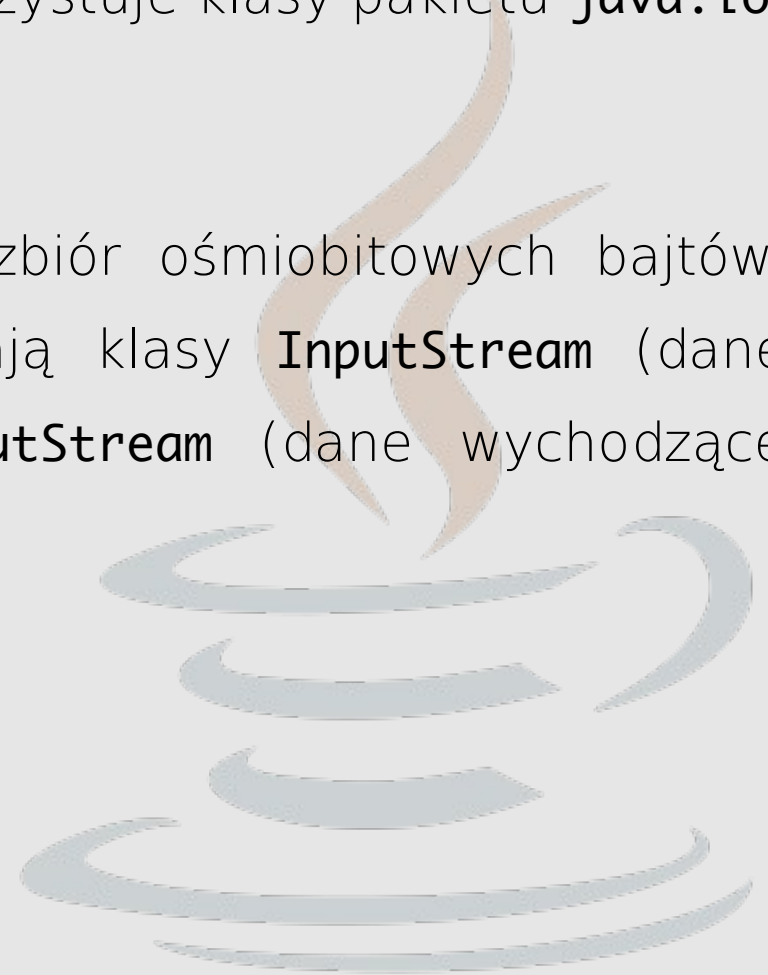 zystuje klasy pakietu java.io
zbiór ośmiobitowych bajtów
ją klasy InputStream (dane
utStream (dane wychodzące